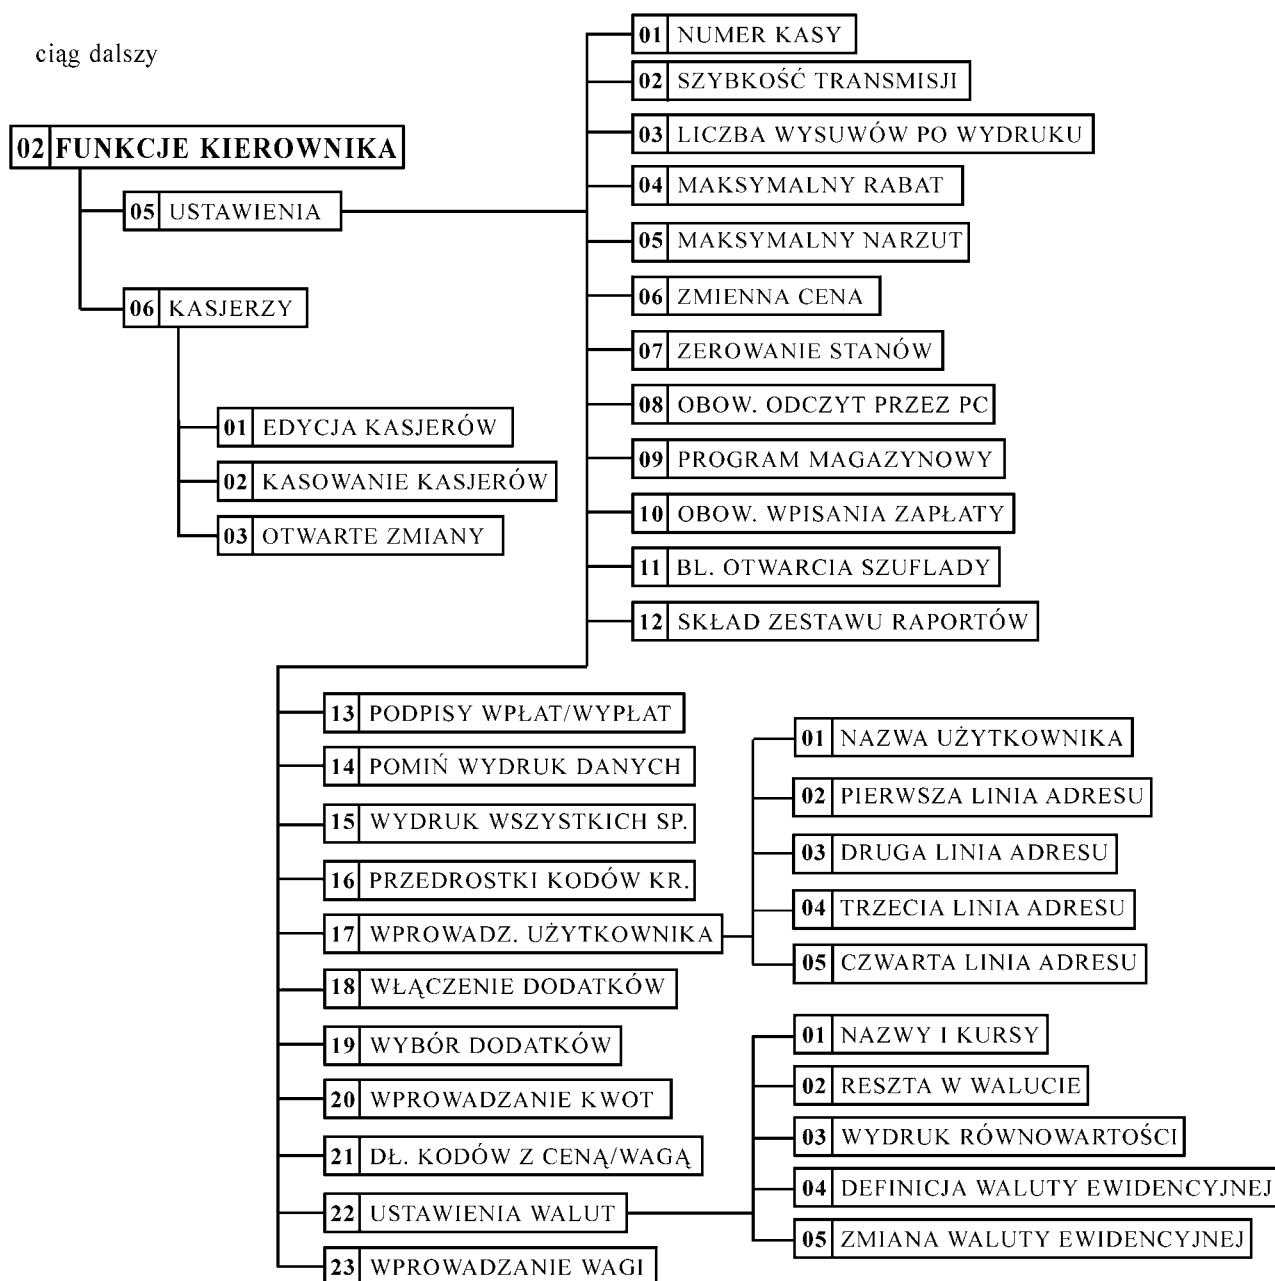 ciąg dalszy
02 FUNKCJE KIEROWNIKA
05 USTAWIENIA
01 NUMER KASY
02 SZYBKOŚĆ TRANSMISJI
03 LICZBA WYSUWÓW PO WYDRUKU
04 MAKSYMALNY RABAT
05 MAKSYMALNY NARZUT
06 ZMIENNA CENA
07 ZEROWANIE STANÓW
08 OBOW. ODCZYT PRZEZ PC
09 PROGRAM MAGAZYNOWY
10 OBOW. WPISANIA ZAPŁATY
11 BL. OTWARCIA SZUFLADY
12 SKŁAD ZESTAWU RAPORTÓW
13 PODPISY WPŁAT/WYPŁAT
14 POMIŃ WYDRUK DANYCH
15 WYDRUK WSZYSTKICH SP.
16 PRZEDROSTKI KODÓW KR.
17 WPROWADZ. UŻYTKOWNIKA
01 NAZWA UŻYTKOWNIKA
02 PIERWSZA LINIA ADRESU
03 DRUGA LINIA ADRESU
04 TRZECIA LINIA ADRESU
05 CZWARTA LINIA ADRESU
18 WŁĄCZENIE DODATKÓW
19 WYBÓR DODATKÓW
20 WPROWADZANIE KWOT
21 DŁ. KODÓW Z CENĄ/WAGĄ
22 USTAWIENIA WALUT
01 NAZWY I KURSY
02 RESZTA W WALUCIE
03 WYDRUK RÓWNOWARTOŚCI
04 DEFINICJA WALUTY EWIDENCYJNEJ
05 ZMIANA WALUTY EWIDENCYJNEJ
23 WPROWADZANIE WAGI
06 KASJERZY
01 EDYCJA KASJERÓW
02 KASOWANIE KASJERÓW
03 OTWARTE ZMIANY